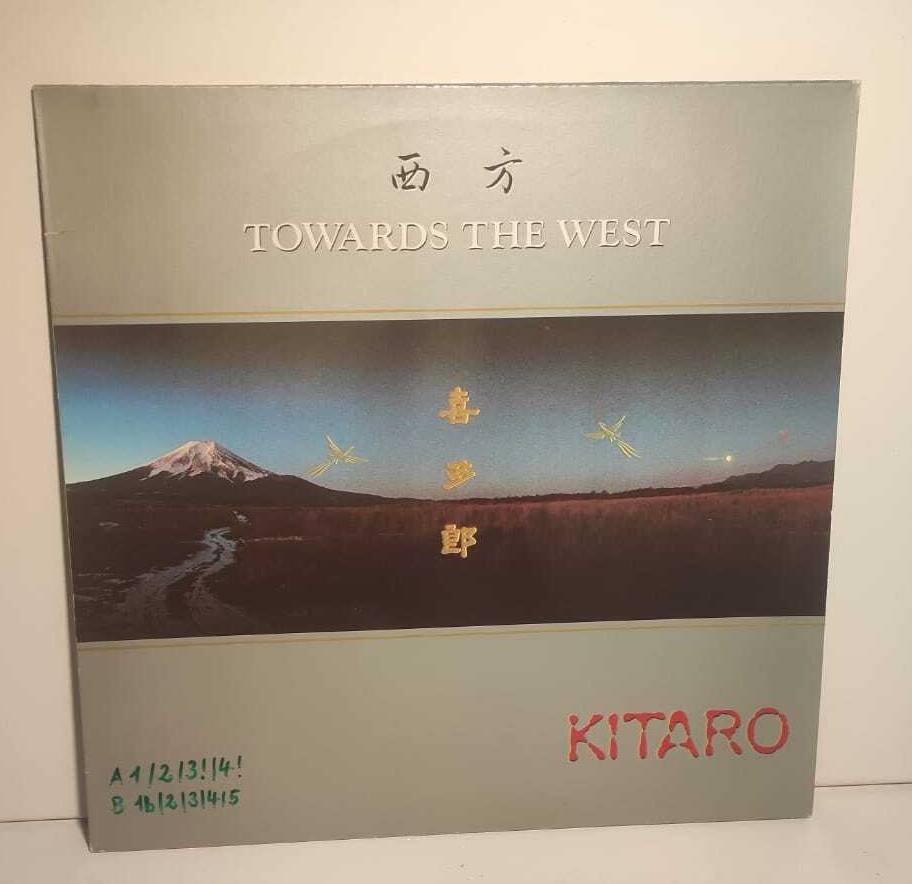 西方
TOWARDS THE WEST
喜
多
郎
KITARO
A 1/2/3!/4!
B 1b/2/3/4/5